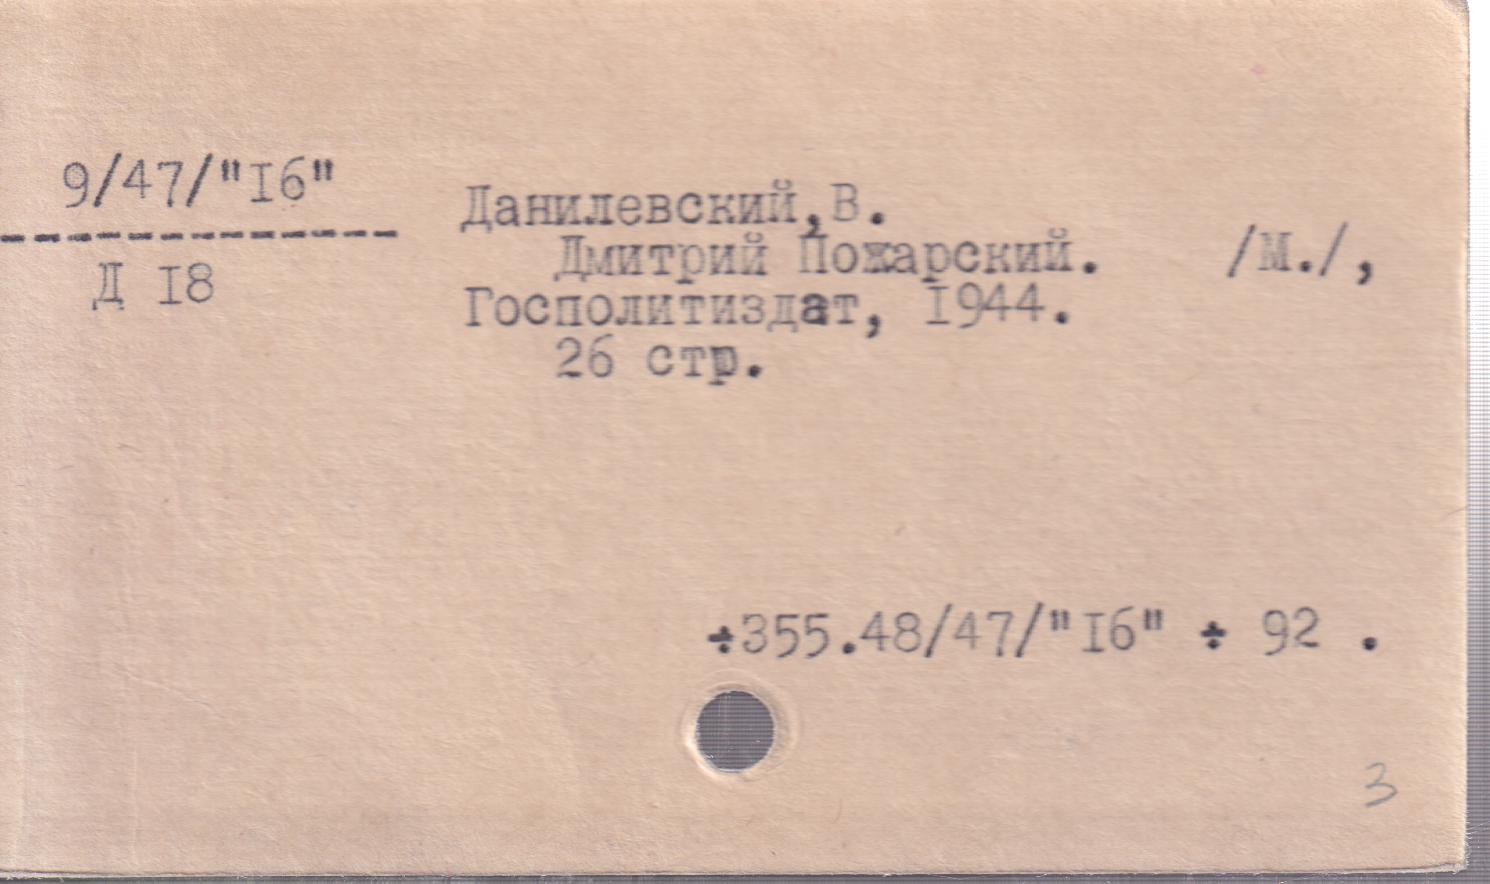 9/47/"I6"
Д I8
Данилевский,В.
Дмитрий Пожарский. /М./,
Госполитиздат, I944.
26 стр.
÷355.48/47/"I6" ÷ 92 .
3